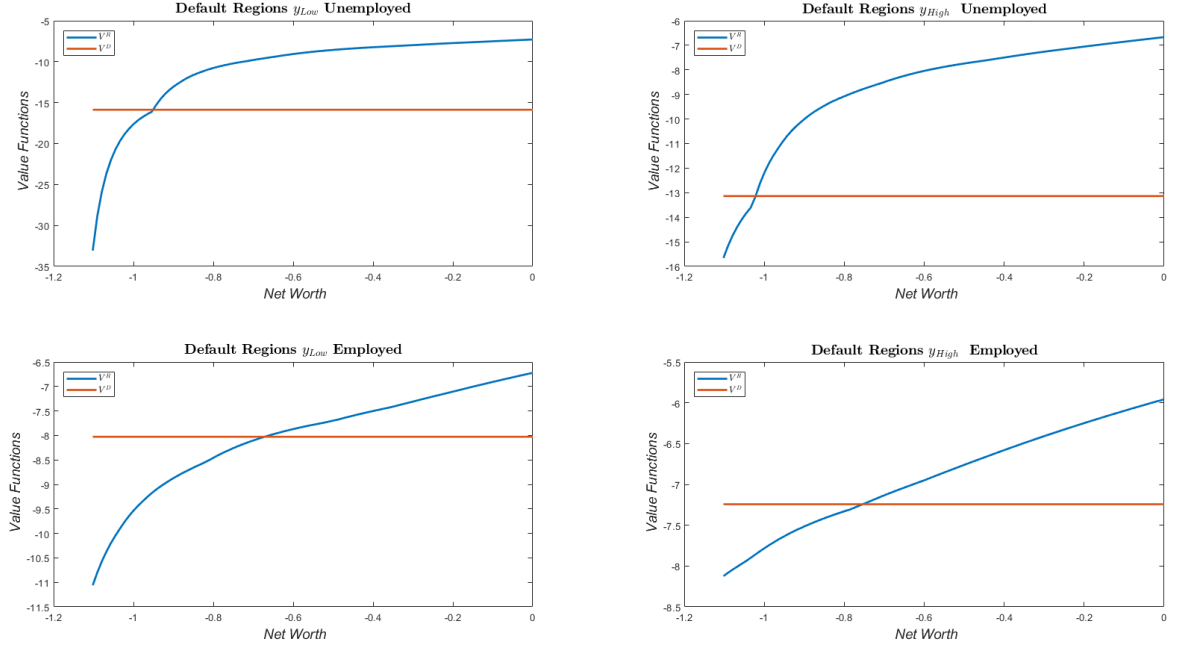 Default Regions y_Low Unemployed
V^R
V^D
-5
-10
-15
-20
-25
-30
-35
Value Functions
-1.2 -1 -0.8 -0.6 -0.4 -0.2 0
Net Worth
Default Regions y_High Unemployed
V^R
V^D
-6
-7
-8
-9
-10
-11
-12
-13
-14
-15
-16
Value Functions
-1.2 -1 -0.8 -0.6 -0.4 -0.2 0
Net Worth
Default Regions y_Low Employed
V^R
V^D
-6.5
-7
-7.5
-8
-8.5
-9
-9.5
-10
-10.5
-11
-11.5
Value Functions
-1.2 -1 -0.8 -0.6 -0.4 -0.2 0
Net Worth
Default Regions y_High Employed
V^R
V^D
-5.5
-6
-6.5
-7
-7.5
-8
-8.5
Value Functions
-1.2 -1 -0.8 -0.6 -0.4 -0.2 0
Net Worth